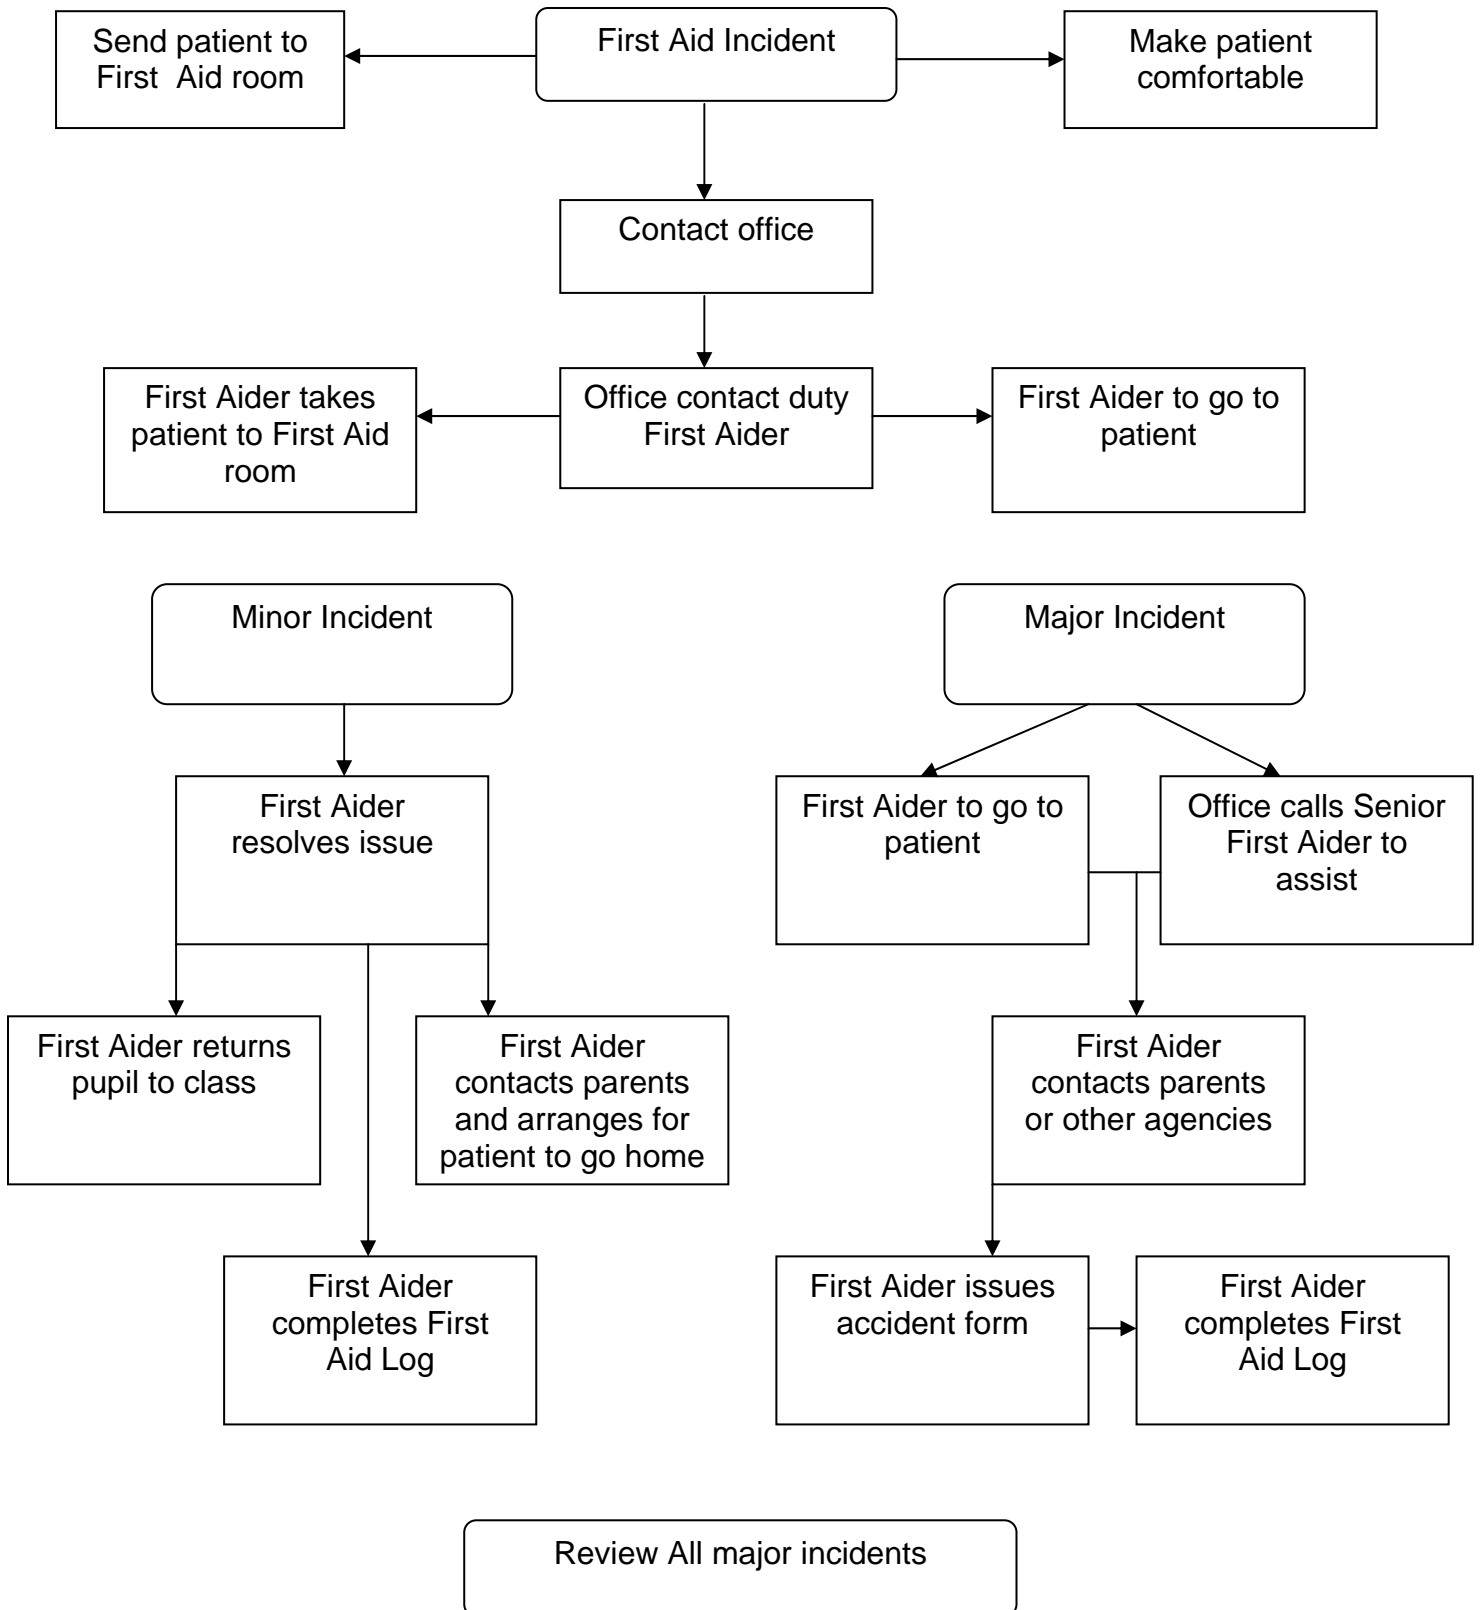 Send patient to
First  Aid room
First Aid Incident
Make patient
comfortable
Contact office
First Aider takes
patient to First Aid
room
Office contact duty
First Aider
First Aider to go to
patient
Minor Incident
Major Incident
First Aider
resolves issue
First Aider to go to
patient
Office calls Senior
First Aider to
assist
First Aider returns
pupil to class
First Aider
contacts parents
and arranges for
patient to go home
First Aider
contacts parents
or other agencies
First Aider
completes First
Aid Log
First Aider issues
accident form
First Aider
completes First
Aid Log
Review All major incidents